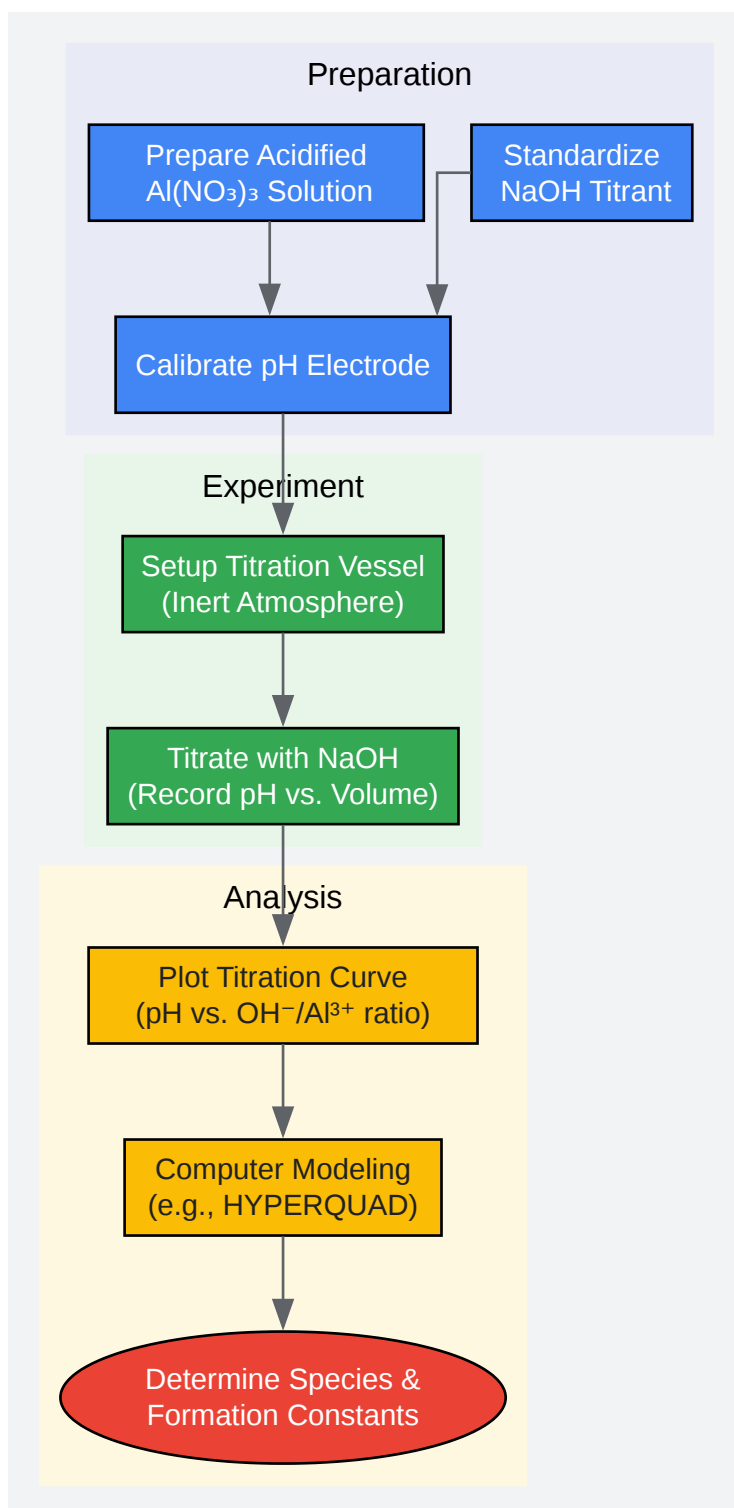 Preparation
Prepare Acidified
Al(NO₃)₃ Solution
Standardize
NaOH Titrant
Calibrate pH Electrode
Experiment
Setup Titration Vessel
(Inert Atmosphere)
Titrate with NaOH
(Record pH vs. Volume)
Analysis
Plot Titration Curve
(pH vs. OH⁻/Al³⁺ ratio)
Computer Modeling
(e.g., HYPERQUAD)
Determine Species &
Formation Constants